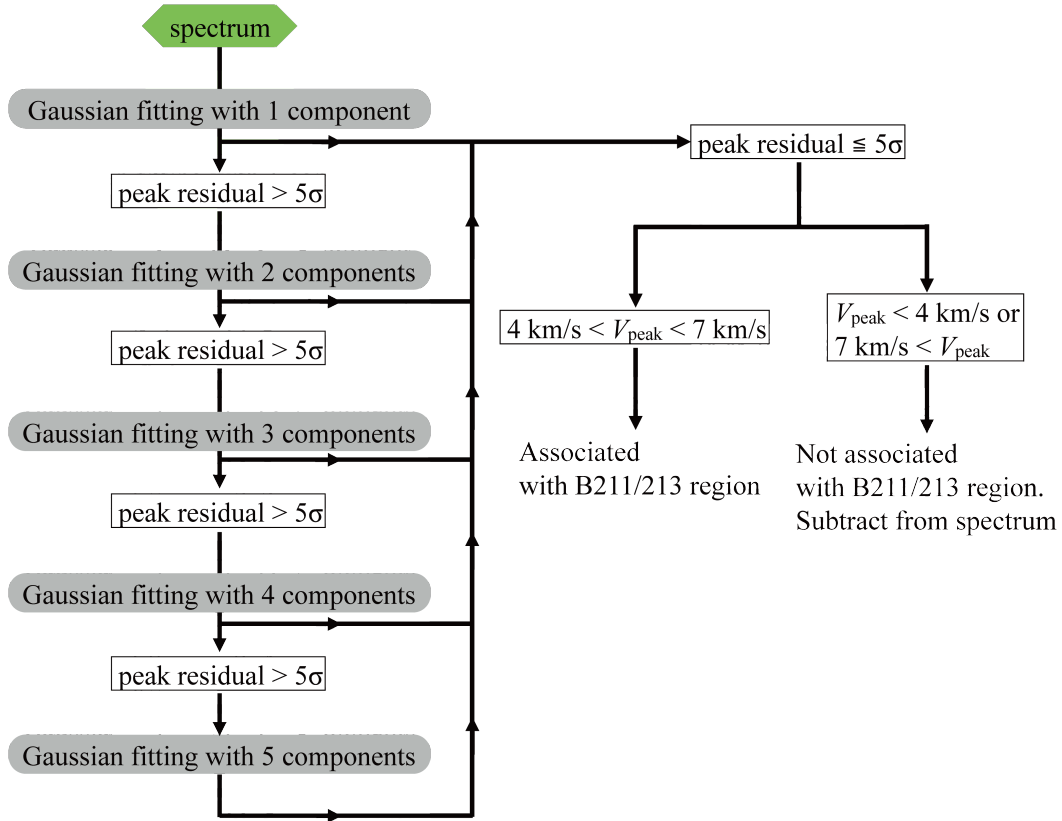 spectrum
Gaussian fitting with 1 component
peak residual > 5σ
Gaussian fitting with 2 components
peak residual > 5σ
Gaussian fitting with 3 components
peak residual > 5σ
Gaussian fitting with 4 components
peak residual > 5σ
Gaussian fitting with 5 components
peak residual ≦ 5σ
4 km/s < Vpeak < 7 km/s
Associated
with B211/213 region
Vpeak < 4 km/s or
7 km/s < Vpeak
Not associated
with B211/213 region.
Subtract from spectrum